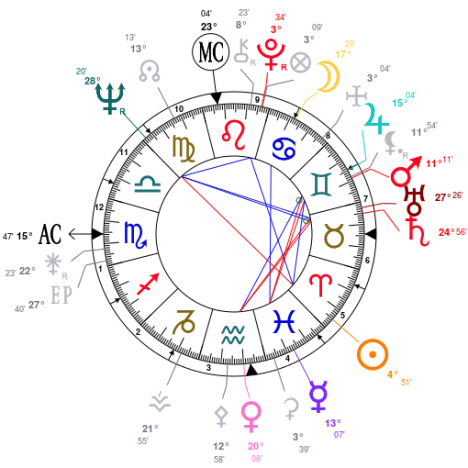 04' 23° MC
23' 8° R
34' 3° R
09' 3°
17°
13' 13° R
3° 04'
20' 28° R
15° 04'
11° 54' R
11° 11'
27° 26'
24° 56'
47' 15° AC
23' 22° R
40' 27° EP
4° 51'
13° 07'
3° 39'
20° 08'
12° 58'
21° 55'
1
2
3
4
5
6
7
8
9
10
11
12